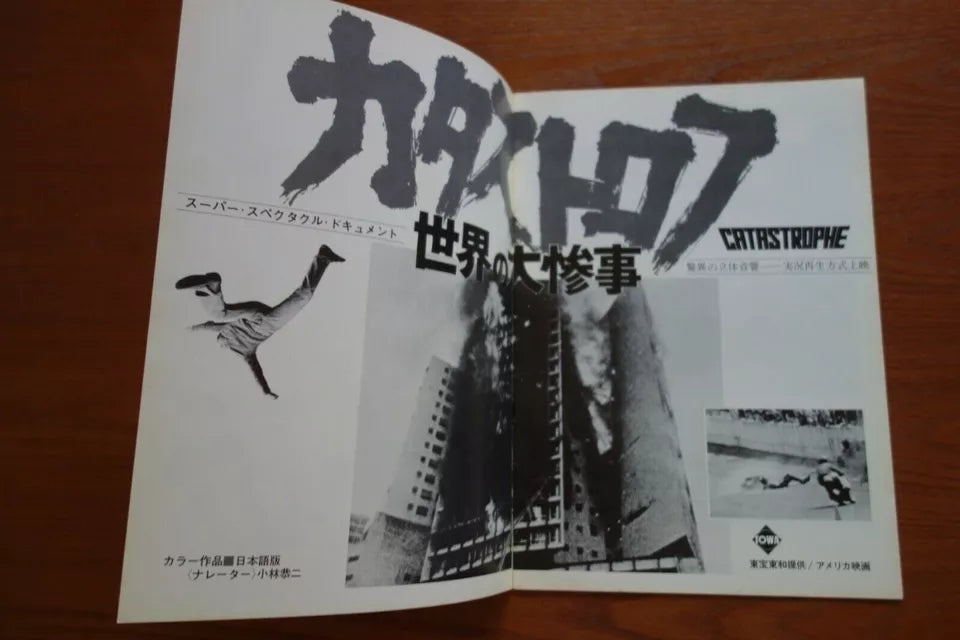 カタストロフ
スーパー・スペクタクル・ドキュメント
世界の大惨事
CATASTROPHE
驚異の立体音響──実況再生方式上映
カラー作品■日本語版
〈ナレーター〉小林恭二
TOWA
東宝東和提供/アメリカ映画